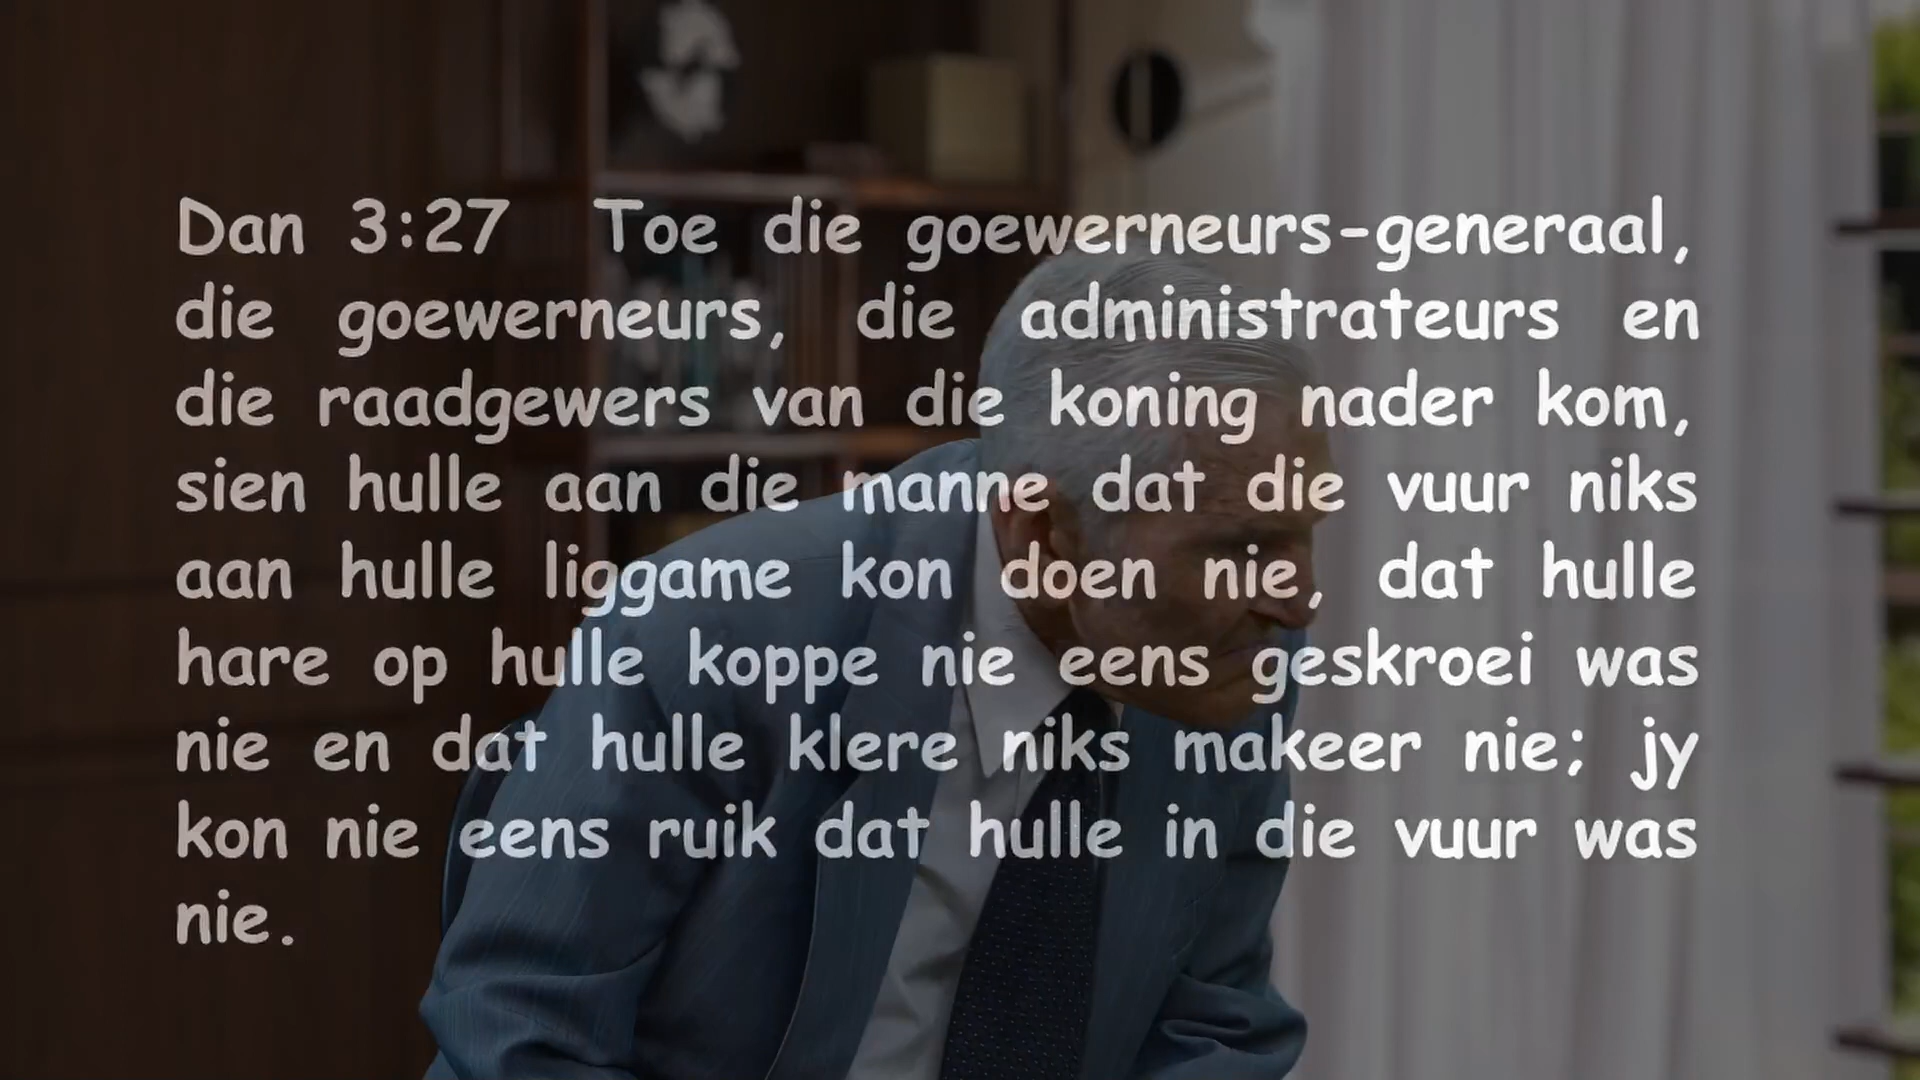 Dan 3:27 Toe die goewerneurs-generaal,
die goewerneurs, die administrateurs en
die raadgewers van die koning nader kom,
sien hulle aan die manne dat die vuur niks
aan hulle liggame kon doen nie, dat hulle
hare op hulle koppe nie eens geskroei was
nie en dat hulle klere niks makeer nie; jy
kon nie eens ruik dat hulle in die vuur was
nie.